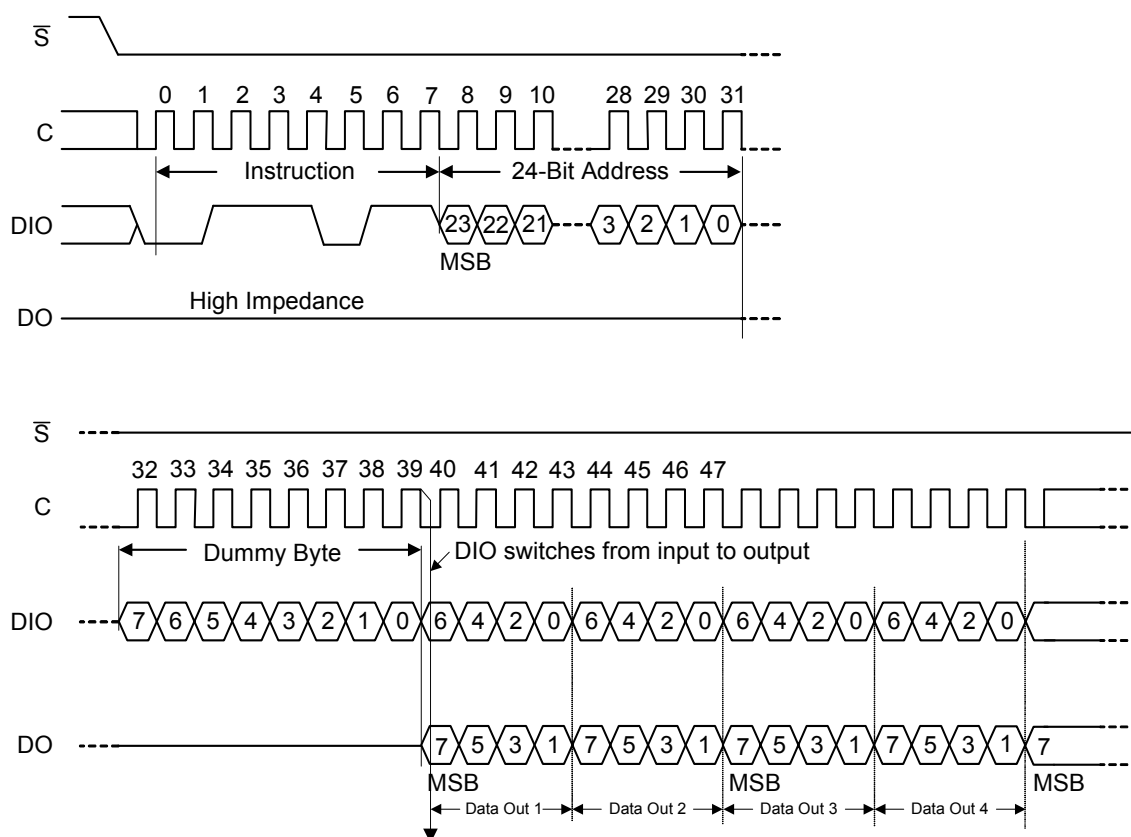 S
0 1 2 3 4 5 6 7 8 9 10 28 29 30 31
C
Instruction 24-Bit Address
DIO 23 22 21 3 2 1 0
MSB
High Impedance
DO
S
32 33 34 35 36 37 38 39 40 41 42 43 44 45 46 47
C
Dummy Byte DIO switches from input to output
DIO 7 6 5 4 3 2 1 0 6 4 2 0 6 4 2 0 6 4 2 0 6 4 2 0
DO 7 5 3 1 7 5 3 1 7 5 3 1 7 5 3 1 7
MSB MSB MSB
Data Out 1 Data Out 2 Data Out 3 Data Out 4